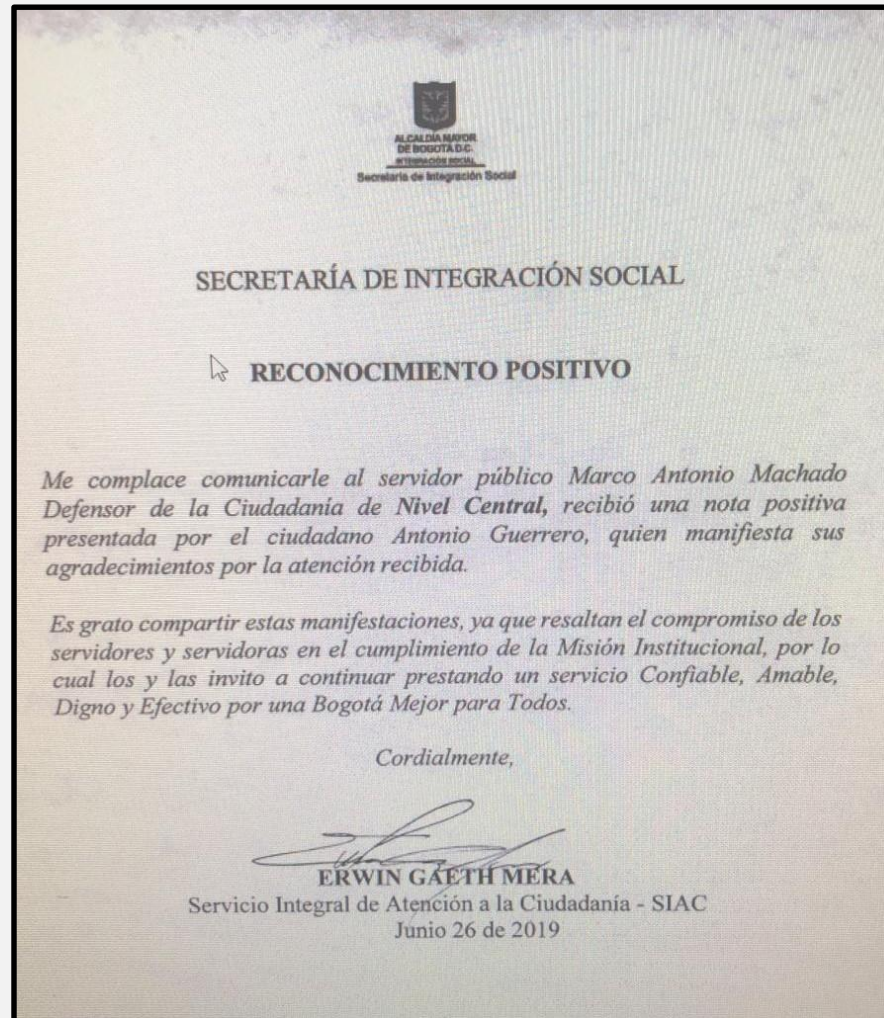 ALCALDÍA MAYOR
DE BOGOTÁ D.C.
INTEGRACIÓN SOCIAL
Secretaría de Integración Social
SECRETARÍA DE INTEGRACIÓN SOCIAL
RECONOCIMIENTO POSITIVO
Me complace comunicarle al servidor público Marco Antonio Machado
Defensor de la Ciudadanía de Nivel Central, recibió una nota positiva
presentada por el ciudadano Antonio Guerrero, quien manifiesta sus
agradecimientos por la atención recibida.
Es grato compartir estas manifestaciones, ya que resaltan el compromiso de los
servidores y servidoras en el cumplimiento de la Misión Institucional, por lo
cual los y las invito a continuar prestando un servicio Confiable, Amable,
Digno y Efectivo por una Bogotá Mejor para Todos.
Cordialmente,
ERWIN GAETH MERA
Servicio Integral de Atención a la Ciudadanía - SIAC
Junio 26 de 2019